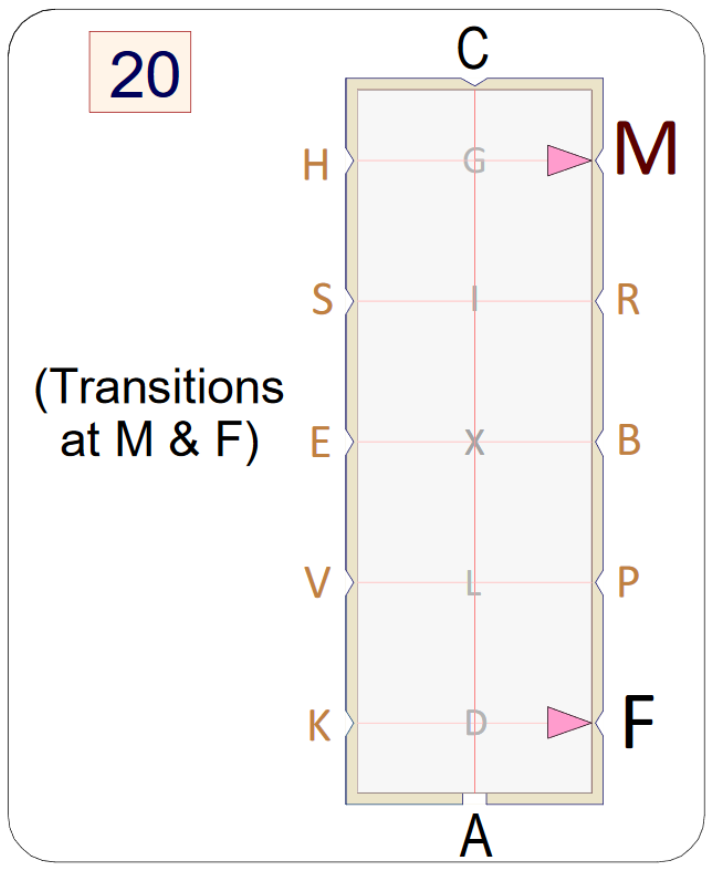 20
C
H G M
S I R
(Transitions
at M & F)
E X B
V L P
K D F
A